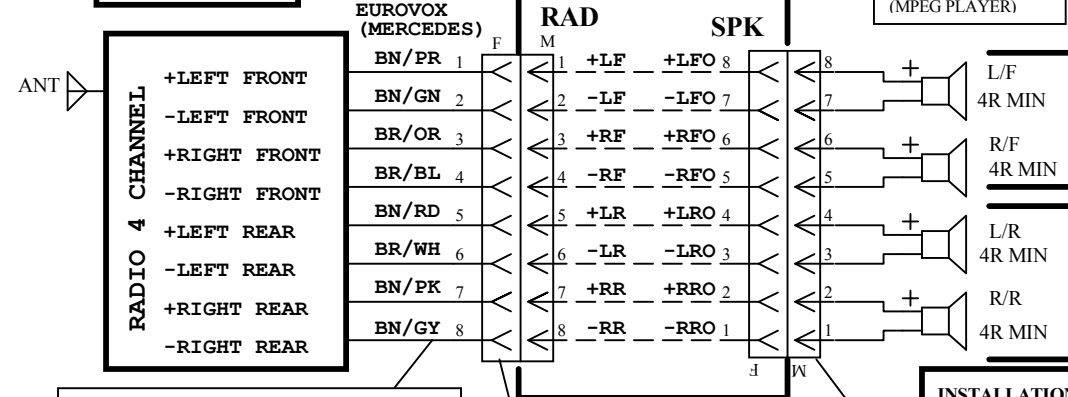 EUROVOX
(MERCEDES)
RAD
SPK
(MPEG PLAYER)
F
M
ANT
RADIO 4 CHANNEL
+LEFT FRONT
-LEFT FRONT
+RIGHT FRONT
-RIGHT FRONT
+LEFT REAR
-LEFT REAR
+RIGHT REAR
-RIGHT REAR
BN/PR 1 1 +LF +LFO 8 8 +
BN/GN 2 2 -LF -LFO 7 7
BR/OR 3 3 +RF +RFO 6 6 +
BR/BL 4 4 -RF -RFO 5 5
BN/RD 5 5 +LR +LRO 4 4 +
BR/WH 6 6 -LR -LRO 3 3
BN/PK 7 7 +RR +RRO 2 2 +
BN/GY 8 8 -RR -RRO 1 1
L/F
4R MIN
R/F
4R MIN
L/R
4R MIN
R/R
4R MIN
F
M
INSTALLATION